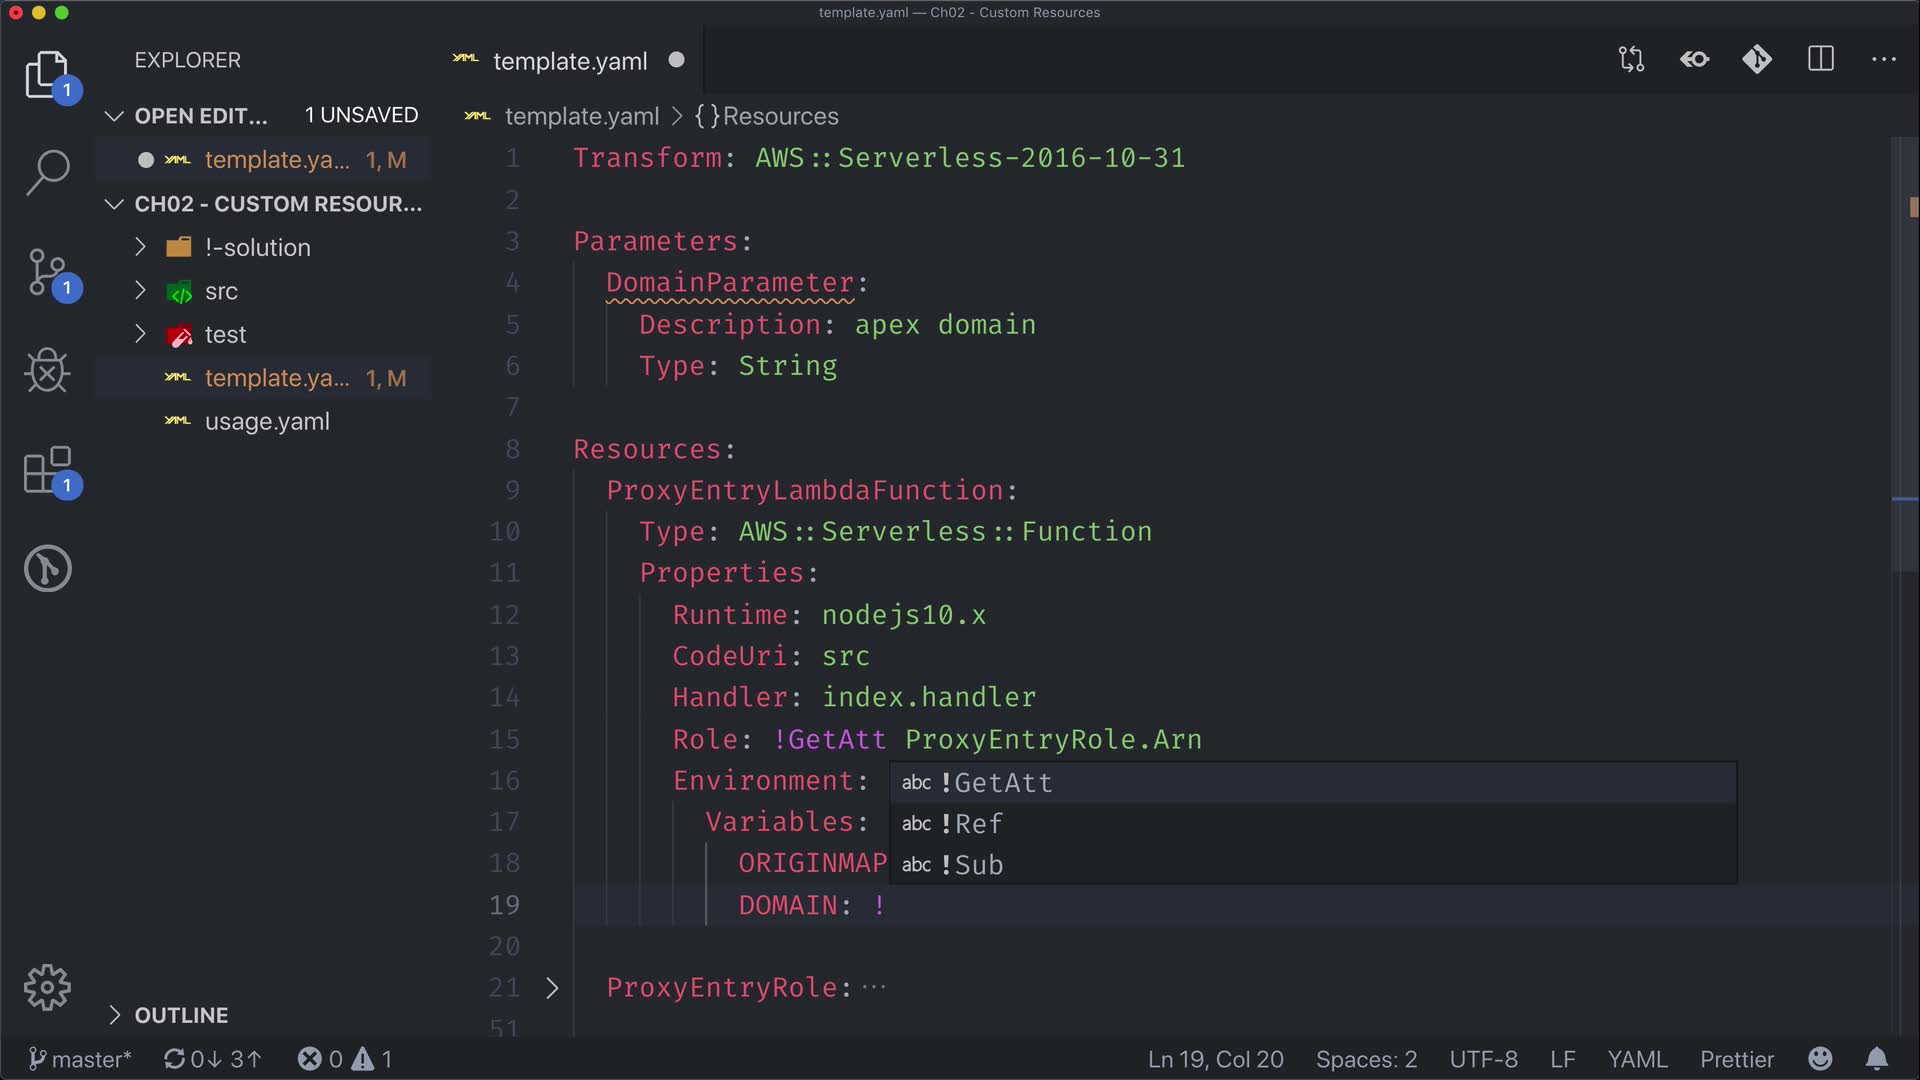 template.yaml — Ch02 - Custom Resources
EXPLORER
OPEN EDIT... 1 UNSAVED
template.ya... 1, M
CH02 - CUSTOM RESOUR...
!-solution
src
test
template.ya... 1, M
usage.yaml
OUTLINE
1
1
1
YAML template.yaml
YAML template.yaml > {} Resources
1 Transform: AWS::Serverless-2016-10-31
2
3 Parameters:
4 DomainParameter:
5 Description: apex domain
6 Type: String
7
8 Resources:
9 ProxyEntryLambdaFunction:
10 Type: AWS::Serverless::Function
11 Properties:
12 Runtime: nodejs10.x
13 CodeUri: src
14 Handler: index.handler
15 Role: !GetAtt ProxyEntryRole.Arn
16 Environment:
17 Variables:
18 ORIGINMAP
19 DOMAIN: !
20
21 ProxyEntryRole:...
51
abc !GetAtt
abc !Ref
abc !Sub
master* 0↓ 3↑ 0 1 Ln 19, Col 20 Spaces: 2 UTF-8 LF YAML Prettier